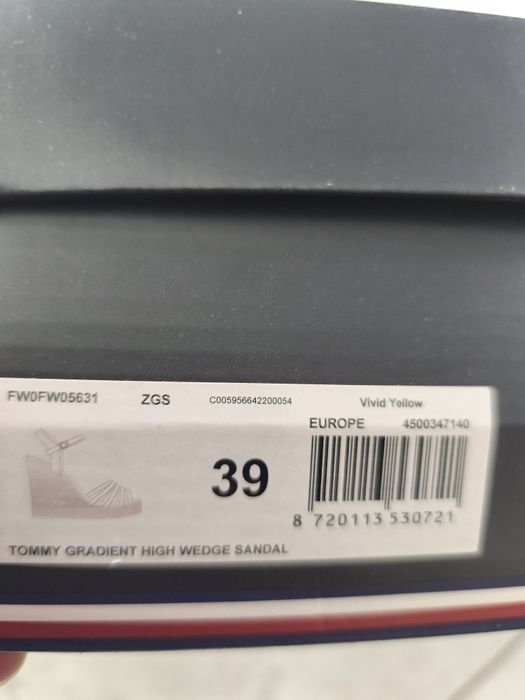 FW0FW05631 ZGS C005956642200054 Vivid Yellow
EUROPE 4500347140
39
8 720113 530721
TOMMY GRADIENT HIGH WEDGE SANDAL